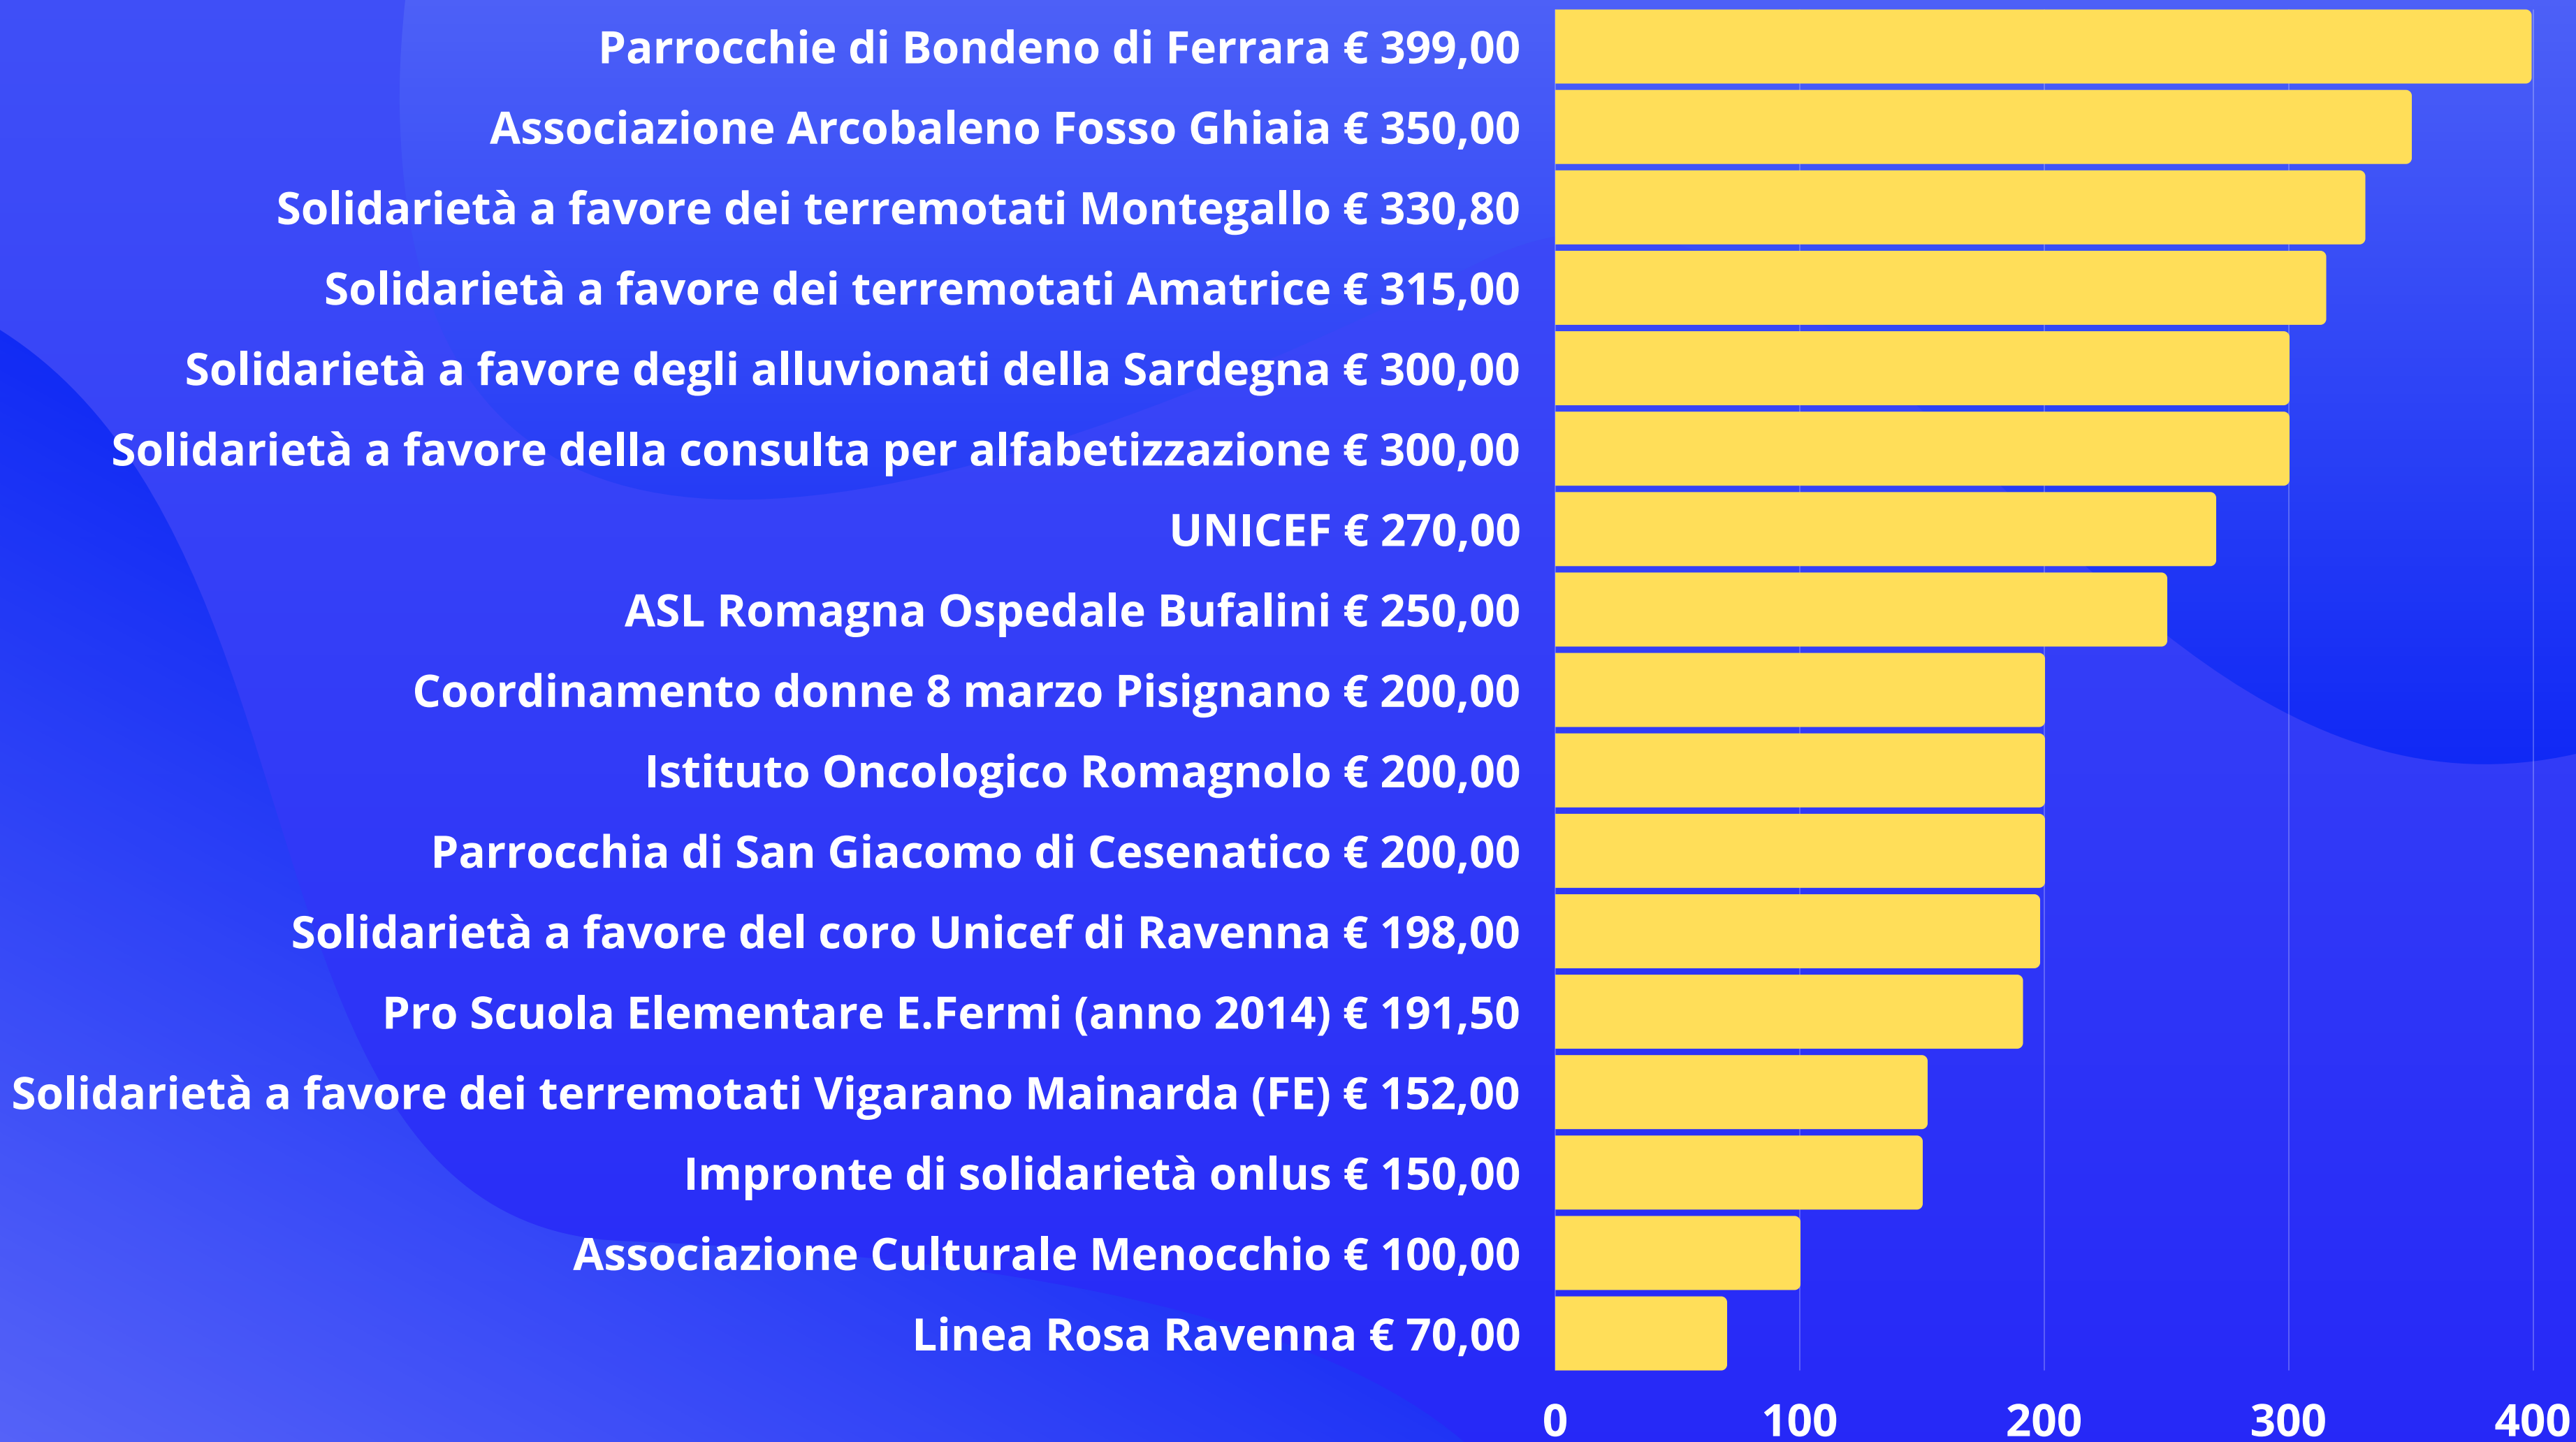 Parrocchie di Bondeno di Ferrara € 399,00
Associazione Arcobaleno Fosso Ghiaia € 350,00
Solidarietà a favore dei terremotati Montegallo € 330,80
Solidarietà a favore dei terremotati Amatrice € 315,00
Solidarietà a favore degli alluvionati della Sardegna € 300,00
Solidarietà a favore della consulta per alfabetizzazione € 300,00
UNICEF € 270,00
ASL Romagna Ospedale Bufalini € 250,00
Coordinamento donne 8 marzo Pisignano € 200,00
Istituto Oncologico Romagnolo € 200,00
Parrocchia di San Giacomo di Cesenatico € 200,00
Solidarietà a favore del coro Unicef di Ravenna € 198,00
Pro Scuola Elementare E.Fermi (anno 2014) € 191,50
Solidarietà a favore dei terremotati Vigarano Mainarda (FE) € 152,00
Impronte di solidarietà onlus € 150,00
Associazione Culturale Menocchio € 100,00
Linea Rosa Ravenna € 70,00
0 100 200 300 400